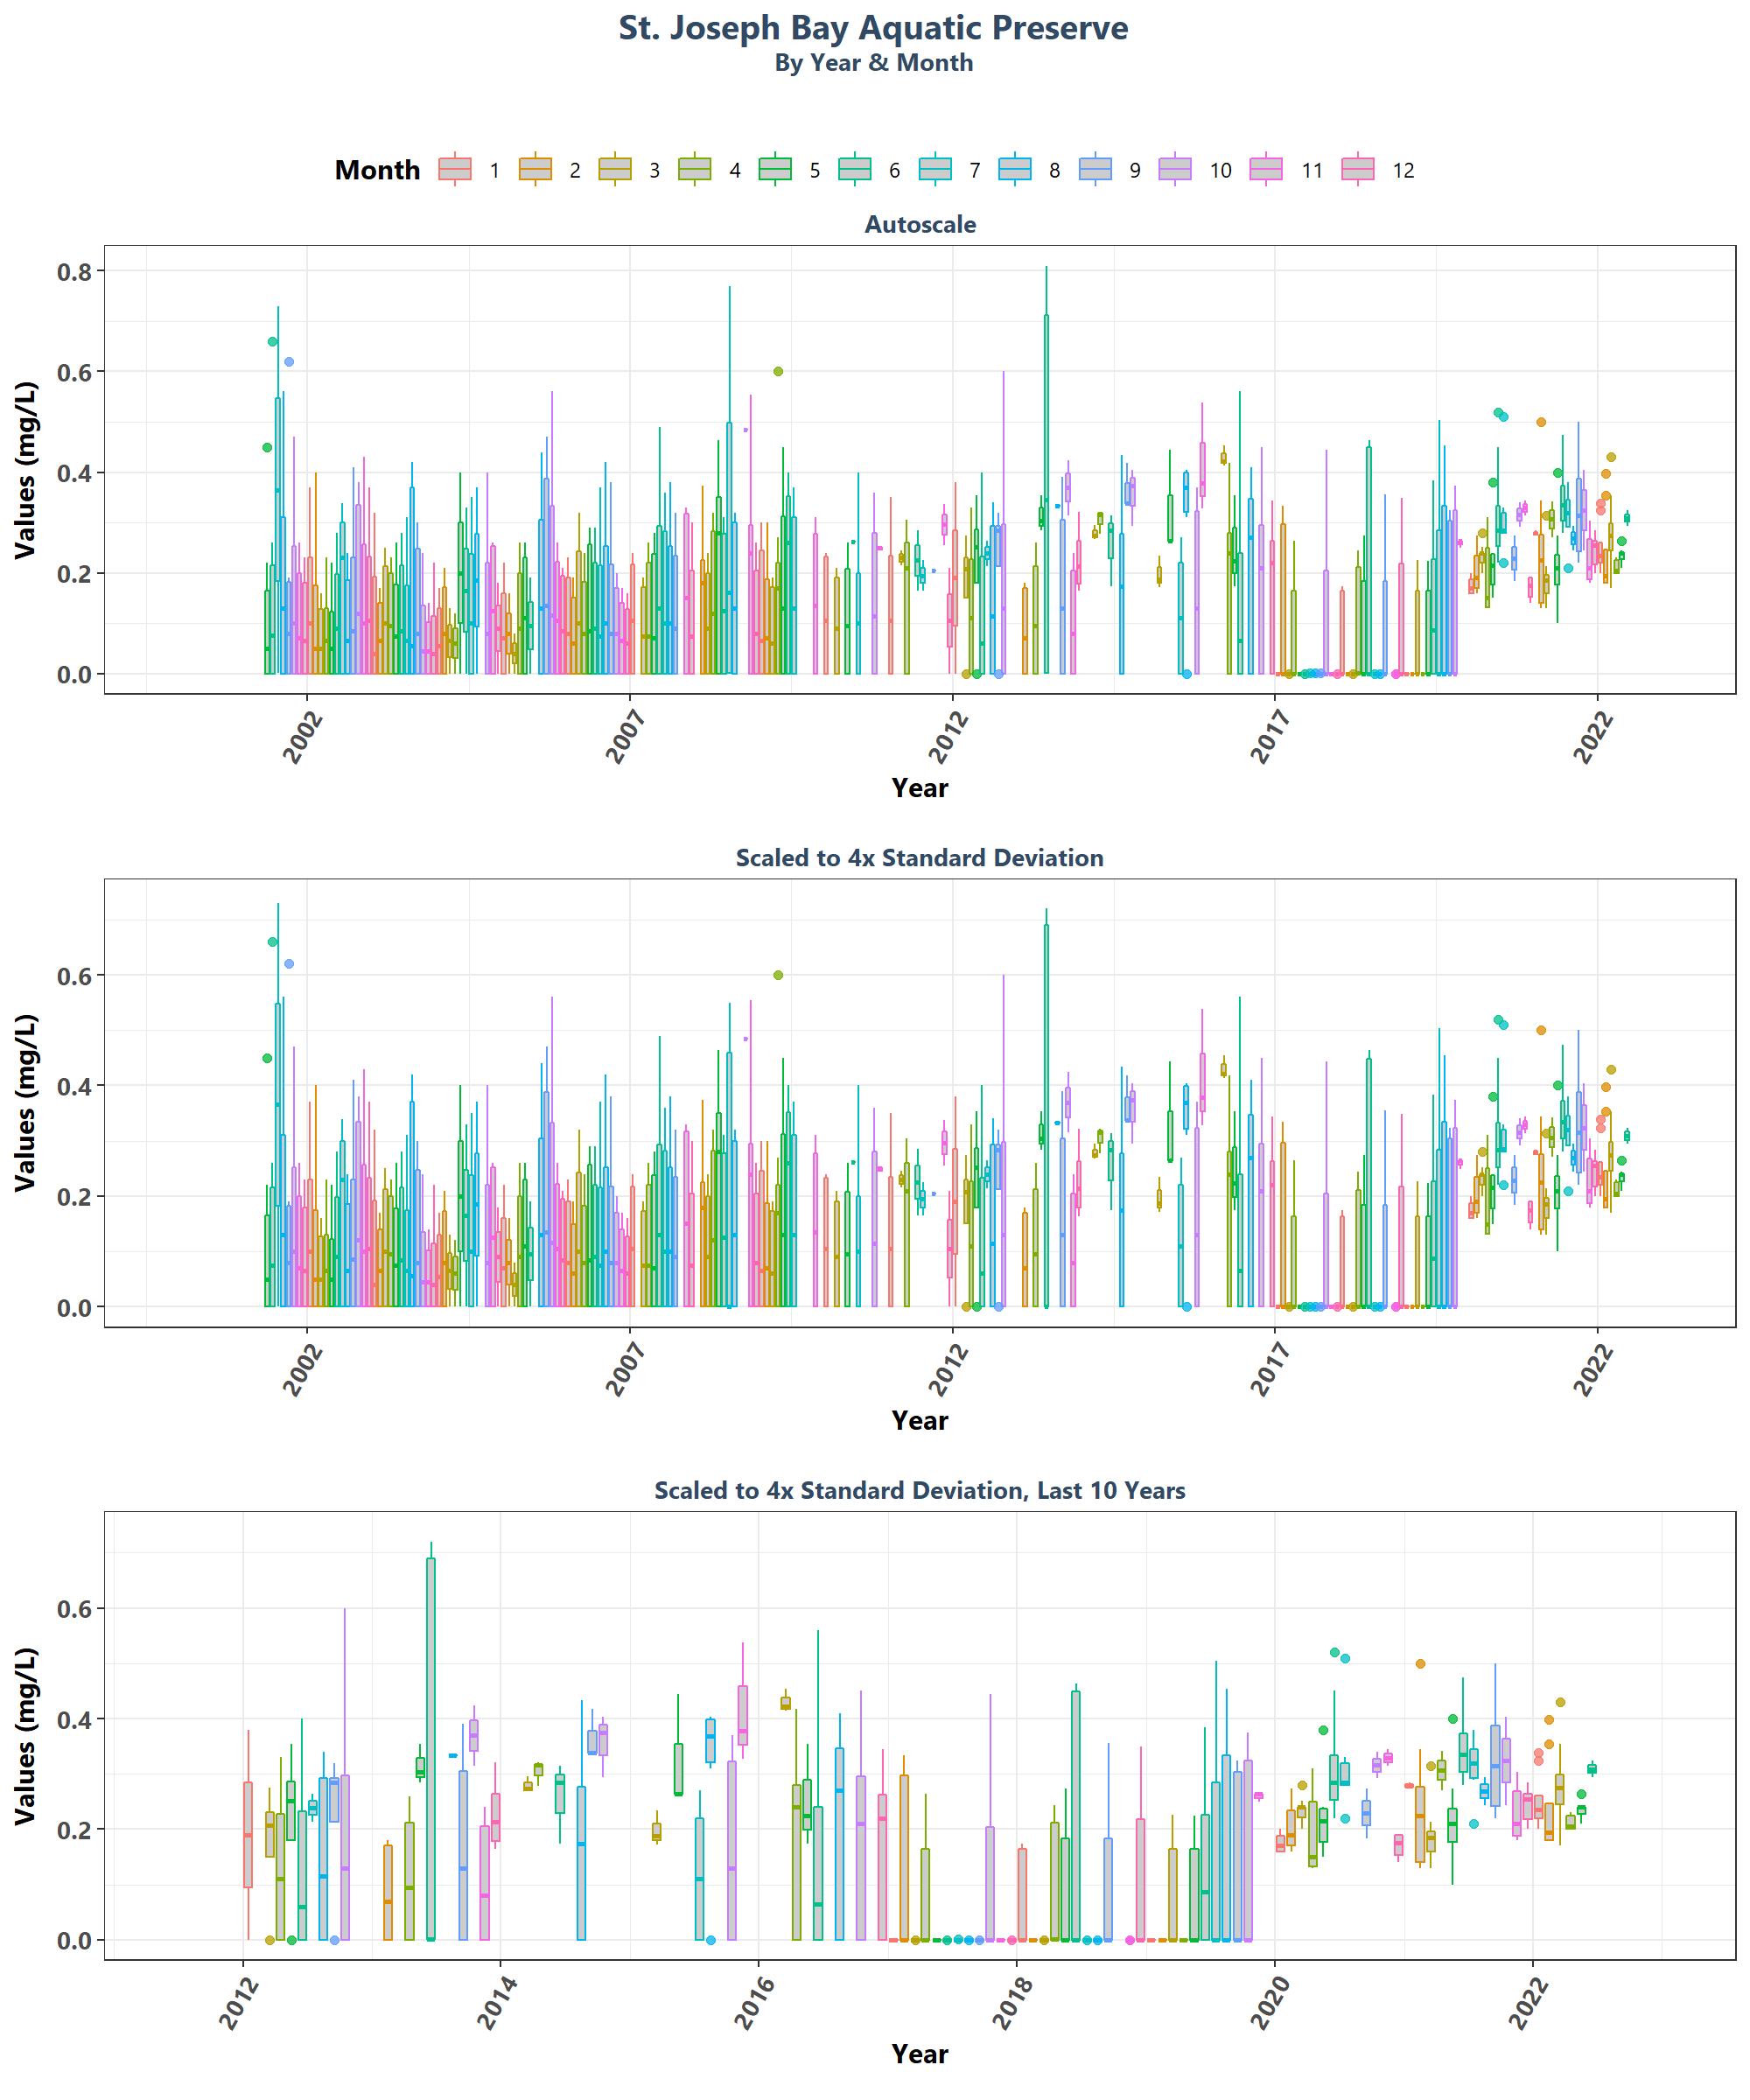 St. Joseph Bay Aquatic Preserve
By Year & Month
Month 1 2 3 4 5 6 7 8 9 10 11 12
Autoscale
Values (mg/L)
0.8
0.6
0.4
0.2
0.0
2002 2007 2012 2017 2022
Year
Scaled to 4x Standard Deviation
Values (mg/L)
0.6
0.4
0.2
0.0
2002 2007 2012 2017 2022
Year
Scaled to 4x Standard Deviation, Last 10 Years
Values (mg/L)
0.6
0.4
0.2
0.0
2012 2014 2016 2018 2020 2022
Year